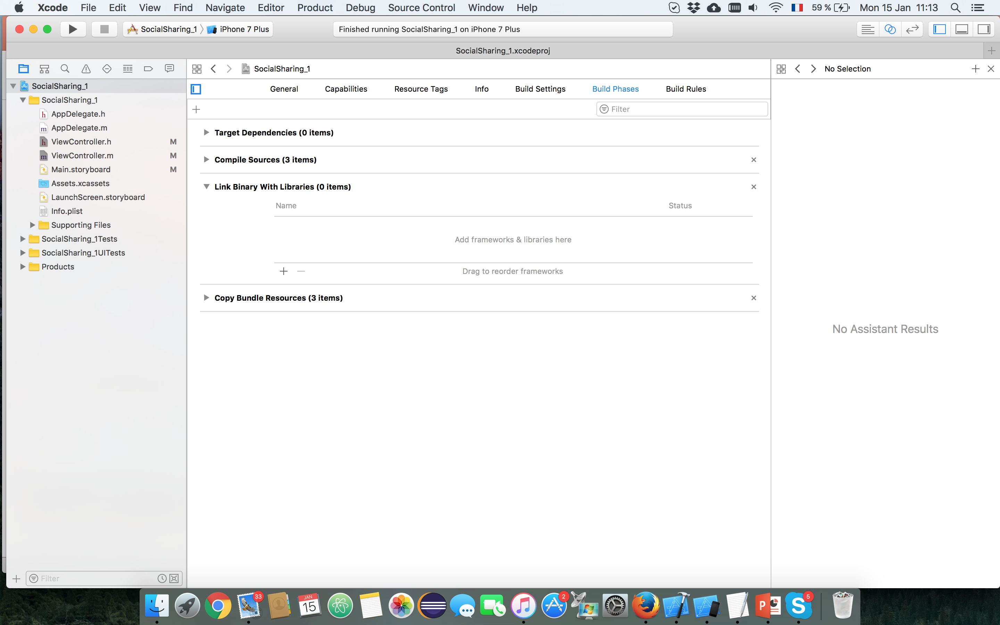 Xcode File Edit View Find Navigate Editor Product Debug Source Control Window Help 59 % Mon 15 Jan 11:13
SocialSharing_1 iPhone 7 Plus Finished running SocialSharing_1 on iPhone 7 Plus
SocialSharing_1.xcodeproj
SocialSharing_1
No Selection
General Capabilities Resource Tags Info Build Settings Build Phases Build Rules
Filter
SocialSharing_1
SocialSharing_1
h AppDelegate.h
m AppDelegate.m
h ViewController.h M
m ViewController.m M
Main.storyboard M
Assets.xcassets
LaunchScreen.storyboard
Info.plist
Supporting Files
SocialSharing_1Tests
SocialSharing_1UITests
Products
Target Dependencies (0 items)
Compile Sources (3 items)
Link Binary With Libraries (0 items)
Name Status
Add frameworks & libraries here
Drag to reorder frameworks
Copy Bundle Resources (3 items)
No Assistant Results
Filter
33
JAN
15
2
P
S
5